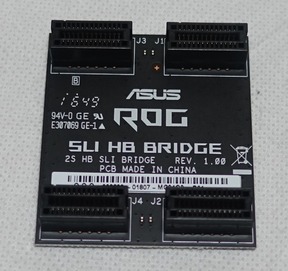 J3 J1
B
1649
ASUS
94V-0 GE
E307069 GE-1
ROG
SLI HB BRIDGE
2S HB SLI BRIDGE REV. 1.00
PCB MADE IN CHINA
J4 J2